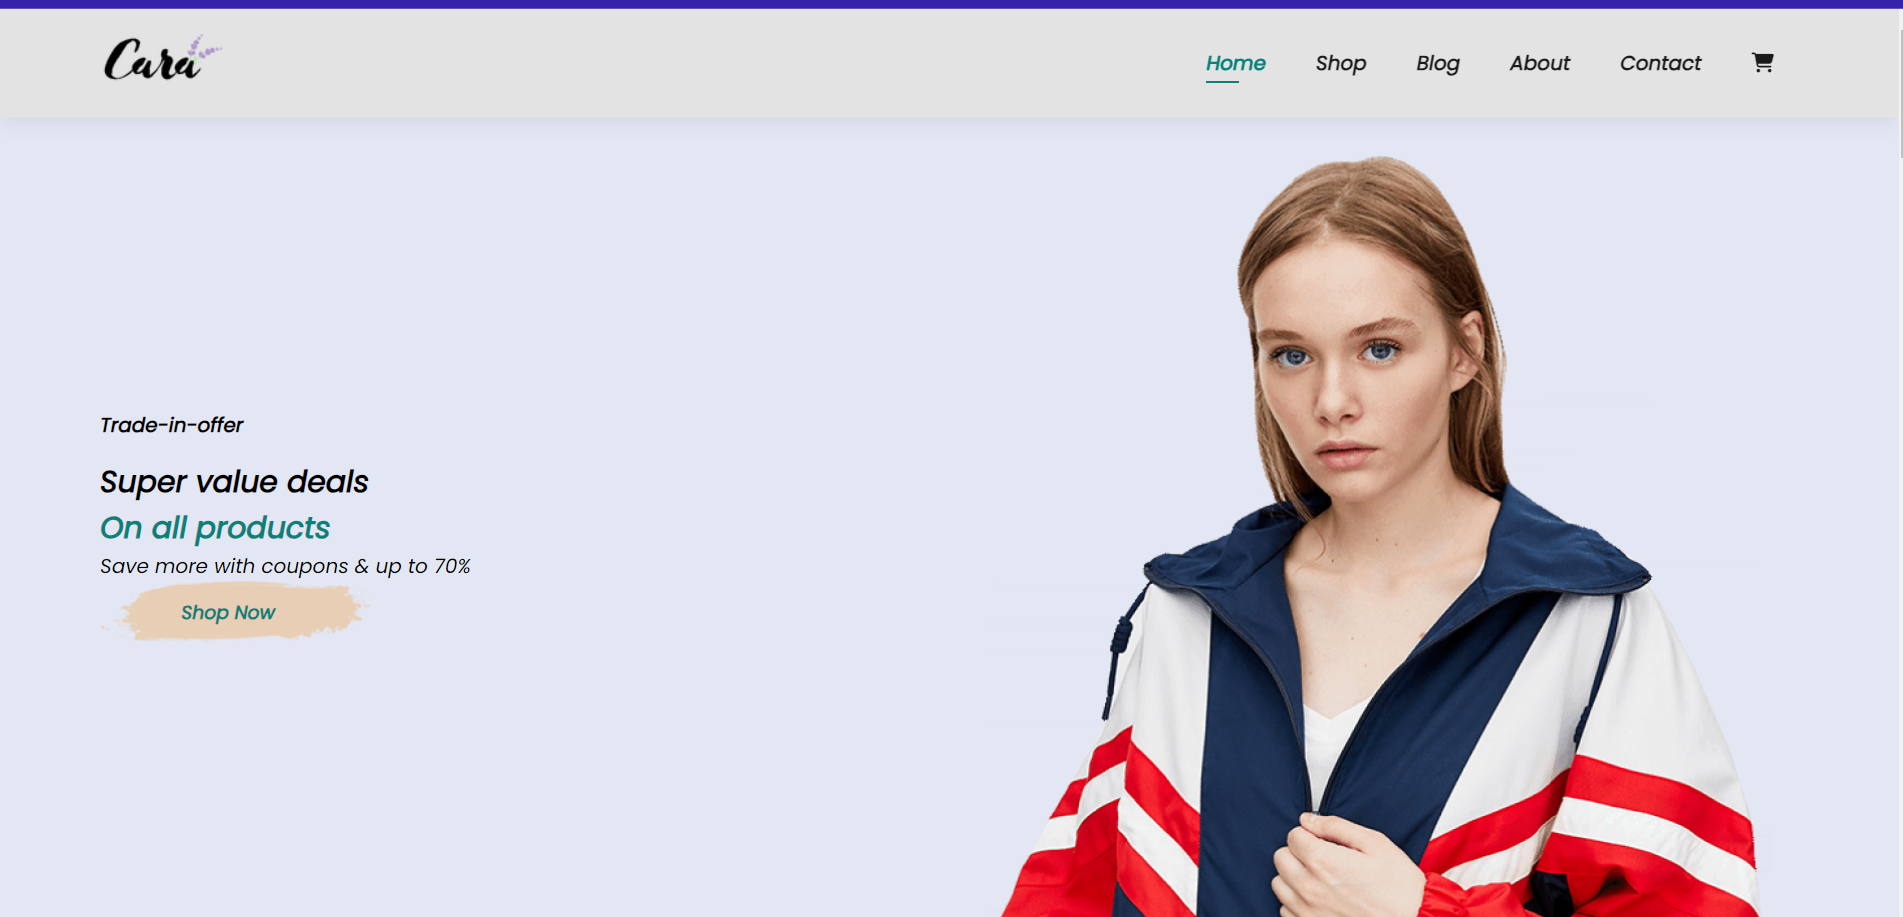 Cara
Home Shop Blog About Contact
Trade-in-offer
Super value deals
On all products
Save more with coupons & up to 70%
Shop Now